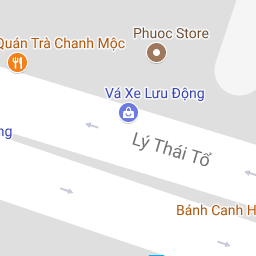 Phuoc Store
Quán Trà Chanh Mộc
Vá Xe Lưu Động
Lý Thái Tổ
Bánh Canh H